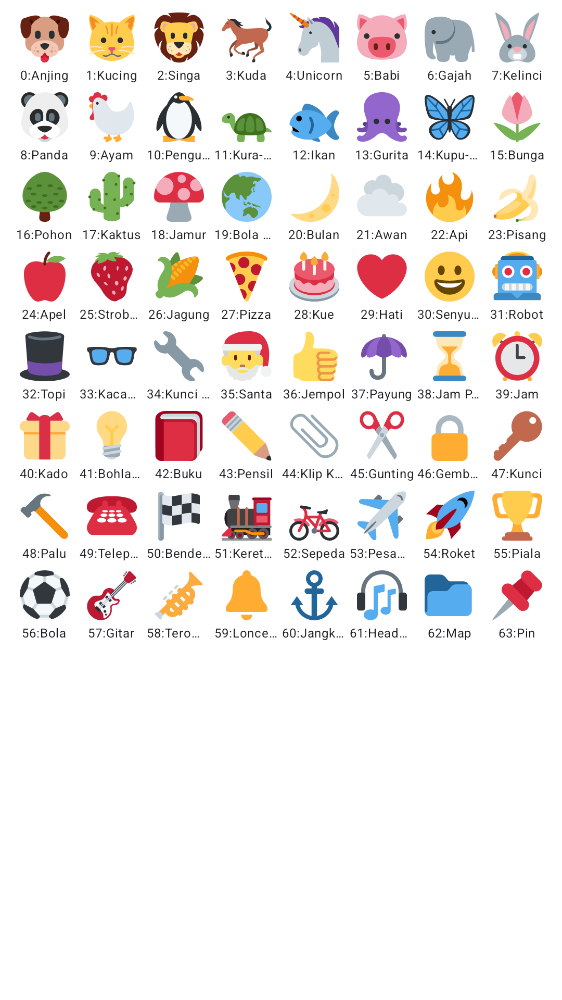 0:Anjing 1:Kucing 2:Singa 3:Kuda 4:Unicorn 5:Babi 6:Gajah 7:Kelinci
8:Panda 9:Ayam 10:Pengu... 11:Kura-... 12:Ikan 13:Gurita 14:Kupu-... 15:Bunga
16:Pohon 17:Kaktus 18:Jamur 19:Bola ... 20:Bulan 21:Awan 22:Api 23:Pisang
24:Apel 25:Strob... 26:Jagung 27:Pizza 28:Kue 29:Hati 30:Senyu... 31:Robot
32:Topi 33:Kaca... 34:Kunci ... 35:Santa 36:Jempol 37:Payung 38:Jam P... 39:Jam
40:Kado 41:Bohla... 42:Buku 43:Pensil 44:Klip K... 45:Gunting 46:Gemb... 47:Kunci
48:Palu 49:Telep... 50:Bende... 51:Keret... 52:Sepeda 53:Pesa... 54:Roket 55:Piala
56:Bola 57:Gitar 58:Tero... 59:Lonce... 60:Jangk... 61:Head... 62:Map 63:Pin